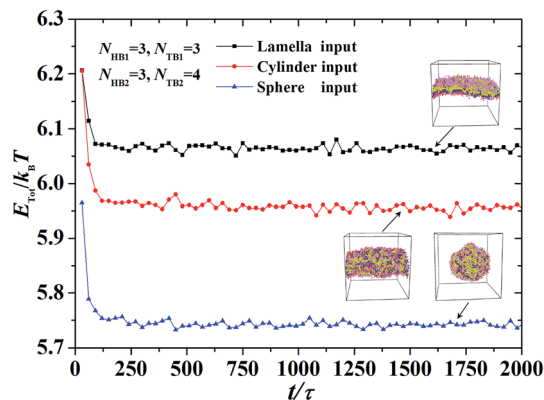 6.3
6.2
6.1
6.0
5.9
5.8
5.7
E_Tot/k_BT
N_HB1=3, N_TB1=3
N_HB2=3, N_TB2=4
Lamella input
Cylinder input
Sphere input
0 250 500 750 1000 1250 1500 1750 2000
t/τ